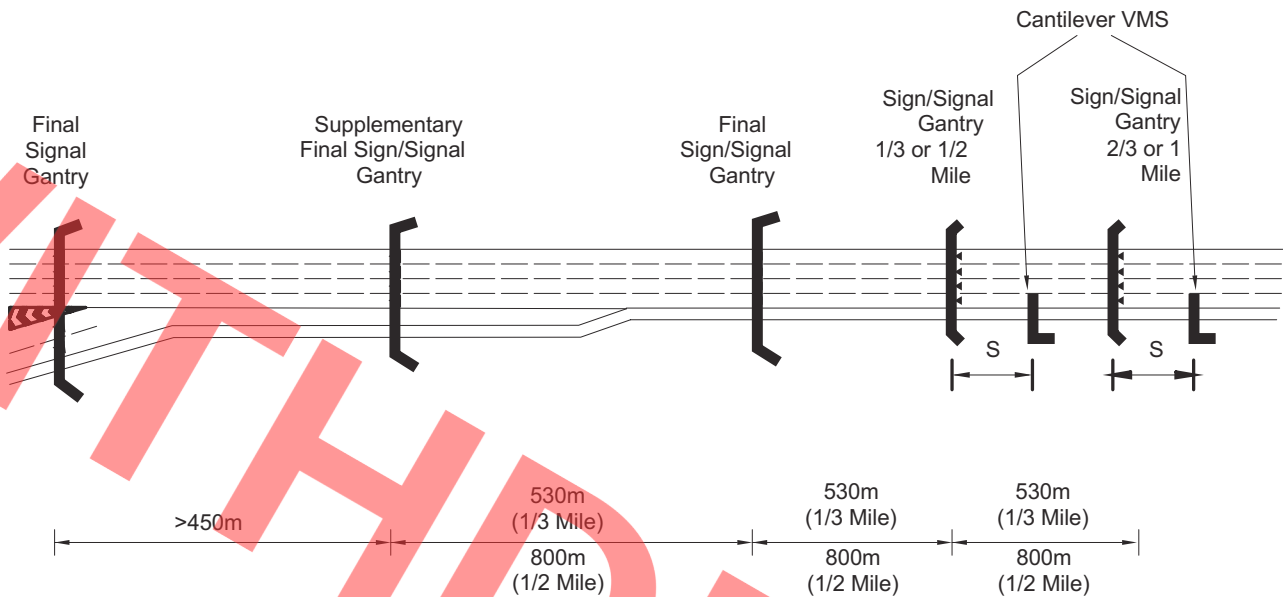 Cantilever VMS
Final
Signal
Gantry
Supplementary
Final Sign/Signal
Gantry
Final
Sign/Signal
Gantry
Sign/Signal
Gantry
1/3 or 1/2
Mile
Sign/Signal
Gantry
2/3 or 1
Mile
S
S
>450m
530m
(1/3 Mile)
800m
(1/2 Mile)
530m
(1/3 Mile)
800m
(1/2 Mile)
530m
(1/3 Mile)
800m
(1/2 Mile)